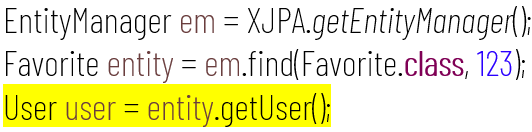 EntityManager em = XJPA.getEntityManager();
Favorite entity = em.find(Favorite.class, 123);
User user = entity.getUser();